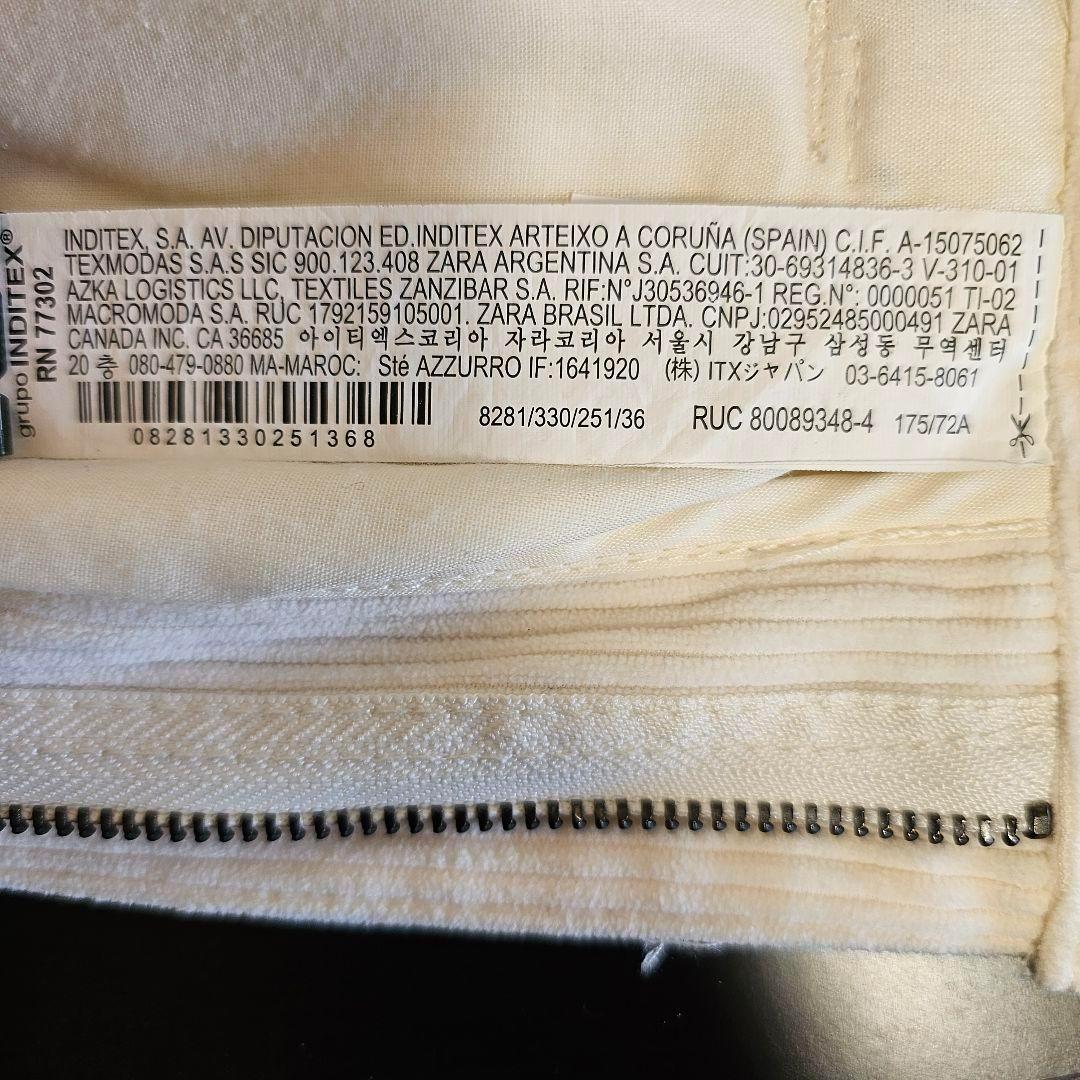 grupo INDITEX®
RN 77302
INDITEX, S.A. AV. DIPUTACION ED.INDITEX ARTEIXO A CORUÑA (SPAIN) C.I.F. A-15075062
TEXMODAS S.A.S SIC 900.123.408 ZARA ARGENTINA S.A. CUIT:30-69314836-3 V-310-01
AZKA LOGISTICS LLC, TEXTILES ZANZIBAR S.A. RIF:N°J30536946-1 REG.N°: 0000051 TI-02
MACROMODA S.A. RUC 1792159105001. ZARA BRASIL LTDA. CNPJ:02952485000491 ZARA
CANADA INC. CA 36685 아이티엑스코리아 자라코리아 서울시 강남구 삼성동 무역센터
20 층 080-479-0880 MA-MAROC: Sté AZZURRO IF:1641920 (株) ITXジャパン 03-6415-8061
08281330251368
8281/330/251/36 RUC 80089348-4 175/72A